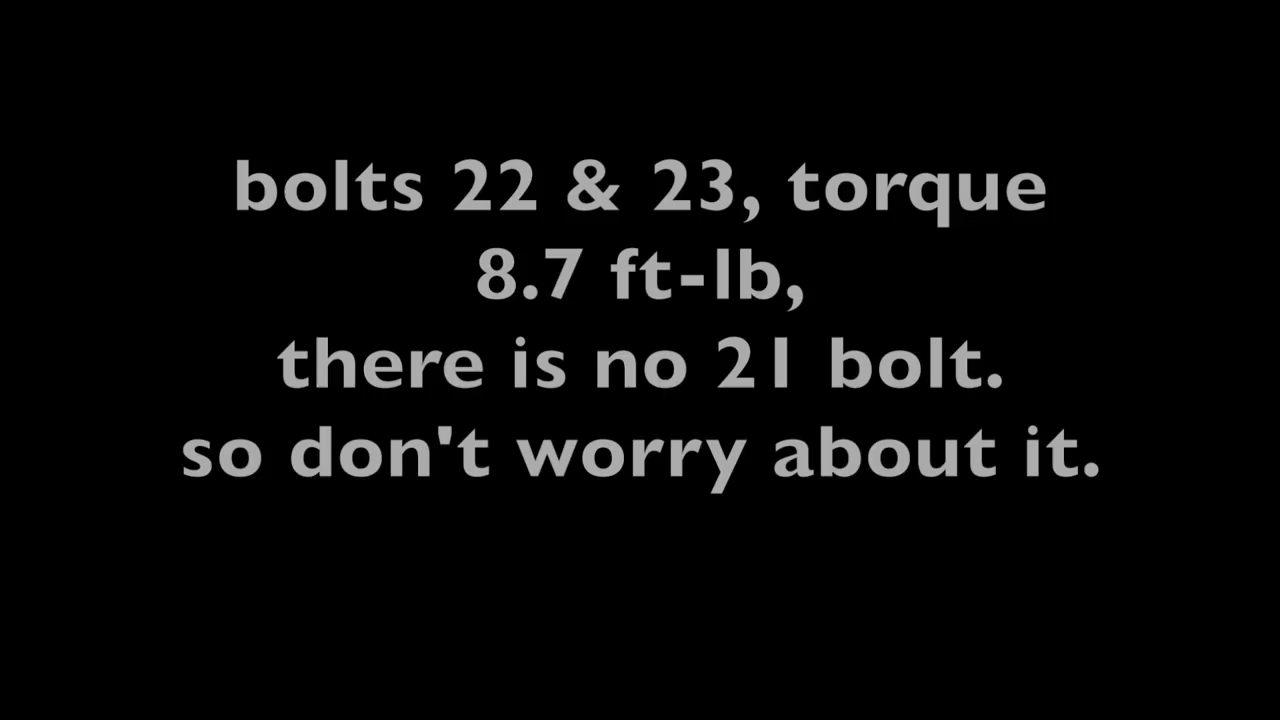 bolts 22 & 23, torque
8.7 ft-lb,
there is no 21 bolt.
so don't worry about it.